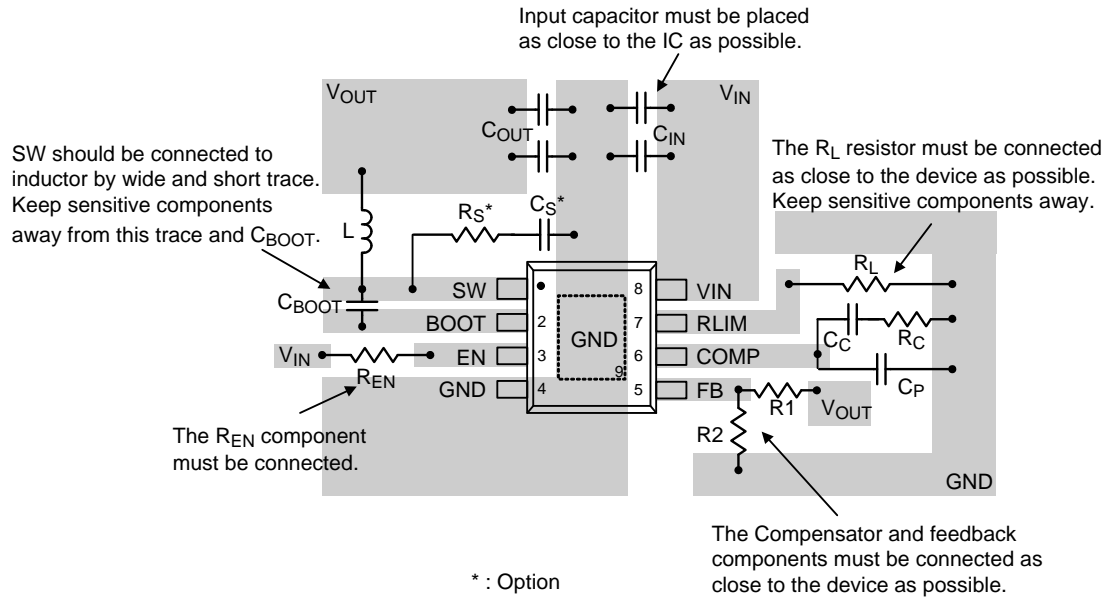 Input capacitor must be placed
as close to the IC as possible.
VOUT
VIN
COUT
CIN
SW should be connected to
inductor by wide and short trace.
Keep sensitive components
away from this trace and CBOOT.
The RL resistor must be connected
as close to the device as possible.
Keep sensitive components away.
L
RS*
CS*
RL
CBOOT
SW
8
VIN
BOOT
2
GND
7
RLIM
CC
RC
VIN
REN
EN
3
6
COMP
CP
GND
4
9
5
FB
R1
VOUT
R2
The REN component
must be connected.
GND
The Compensator and feedback
components must be connected as
close to the device as possible.
* : Option